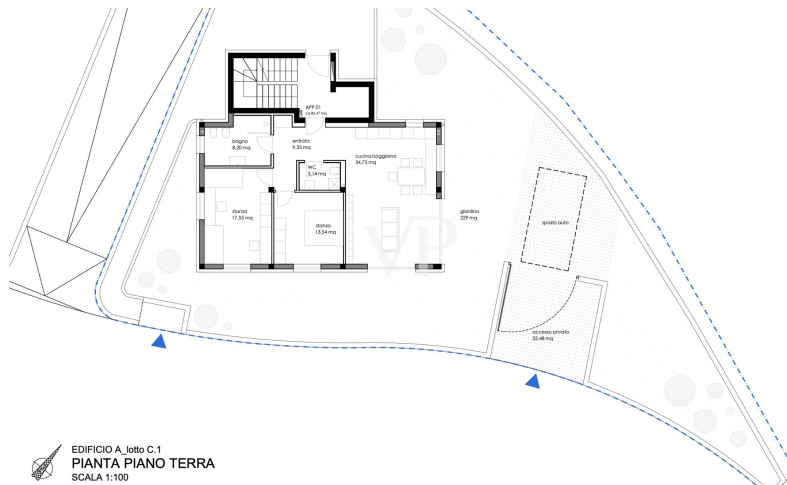 APP 01
bagno
8,20 mq
entrata
9,33 mq
cucina/soggiorno
34,73 mq
WC
3,14 mq
stanza
17,53 mq
stanza
13,54 mq
giardino
229 mq
spazio auto
accesso privato
25,48 mq
VP
EDIFICIO A_lotto C.1
PIANTA PIANO TERRA
SCALA 1:100